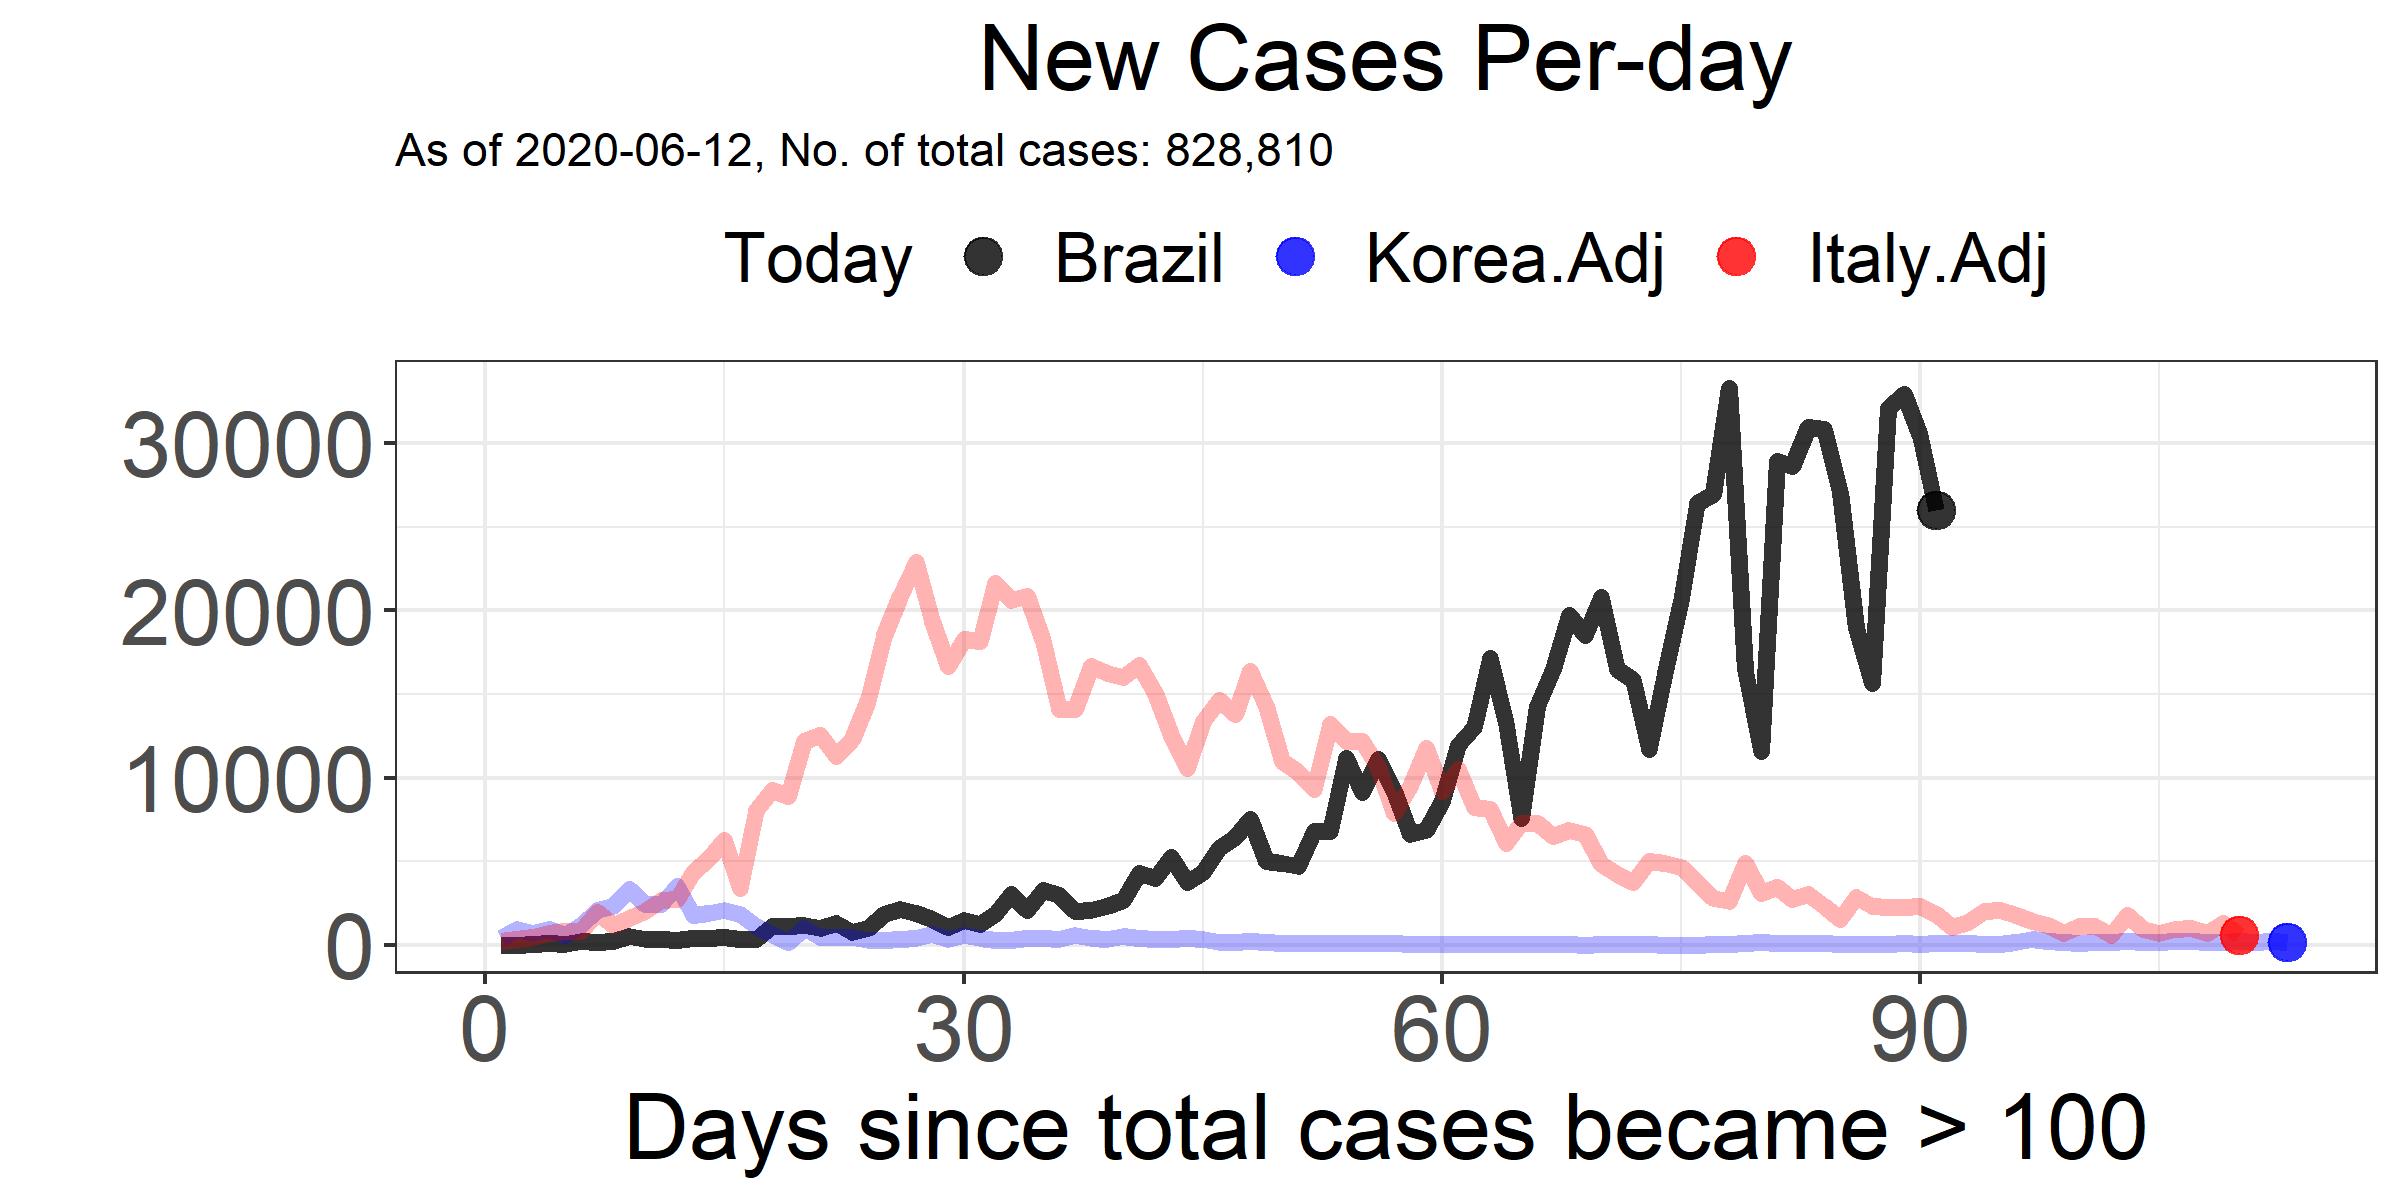 New Cases Per-day
As of 2020-06-12, No. of total cases: 828,810
Today Brazil Korea.Adj Italy.Adj
30000
20000
10000
0
0 30 60 90
Days since total cases became > 100